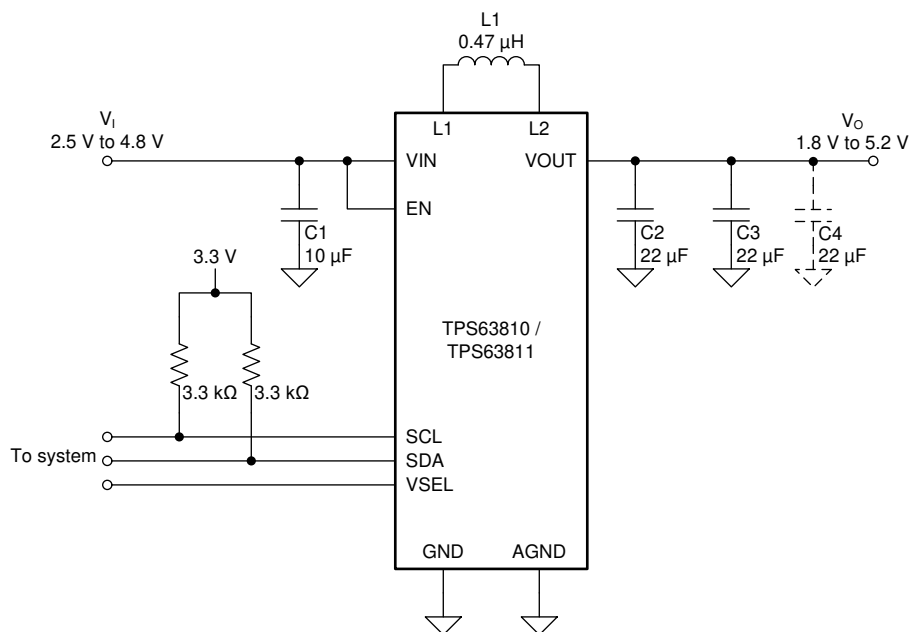 L1
0.47 µH
V_I
2.5 V to 4.8 V
L1
L2
V_O
1.8 V to 5.2 V
VIN
VOUT
EN
C1
10 µF
C2
22 µF
C3
22 µF
C4
22 µF
3.3 V
TPS63810 /
TPS63811
3.3 kΩ
3.3 kΩ
SCL
To system
SDA
VSEL
GND
AGND